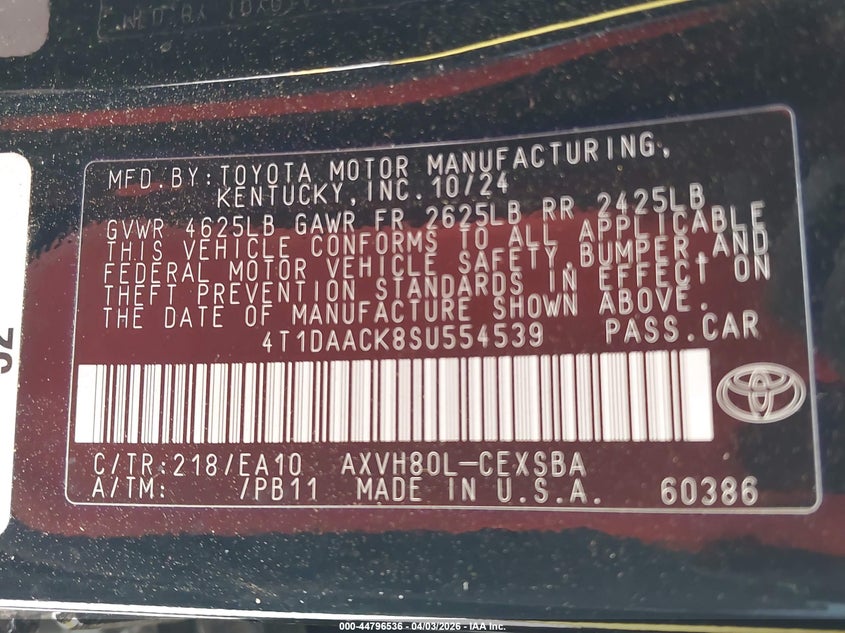 MFD.BY:TOYOTA MOTOR MANUFACTURING,
KENTUCKY,INC.10/24
GVWR 4625LB GAWR FR 2625LB RR 2425LB
THIS VEHICLE CONFORMS TO ALL APPLICABLE
FEDERAL MOTOR VEHICLE SAFETY,BUMPER,AND
THEFT PREVENTION STANDARDS IN EFFECT ON
THE DATE OF MANUFACTURE SHOWN ABOVE.
4T1DAACK8SU554539 PASS.CAR
C/TR:218/EA10 AXVH80L-CEXSBA
A/TM: /PB11 MADE IN U.S.A. 60386
000-44796536 - 04/03/2026 - IAA Inc.